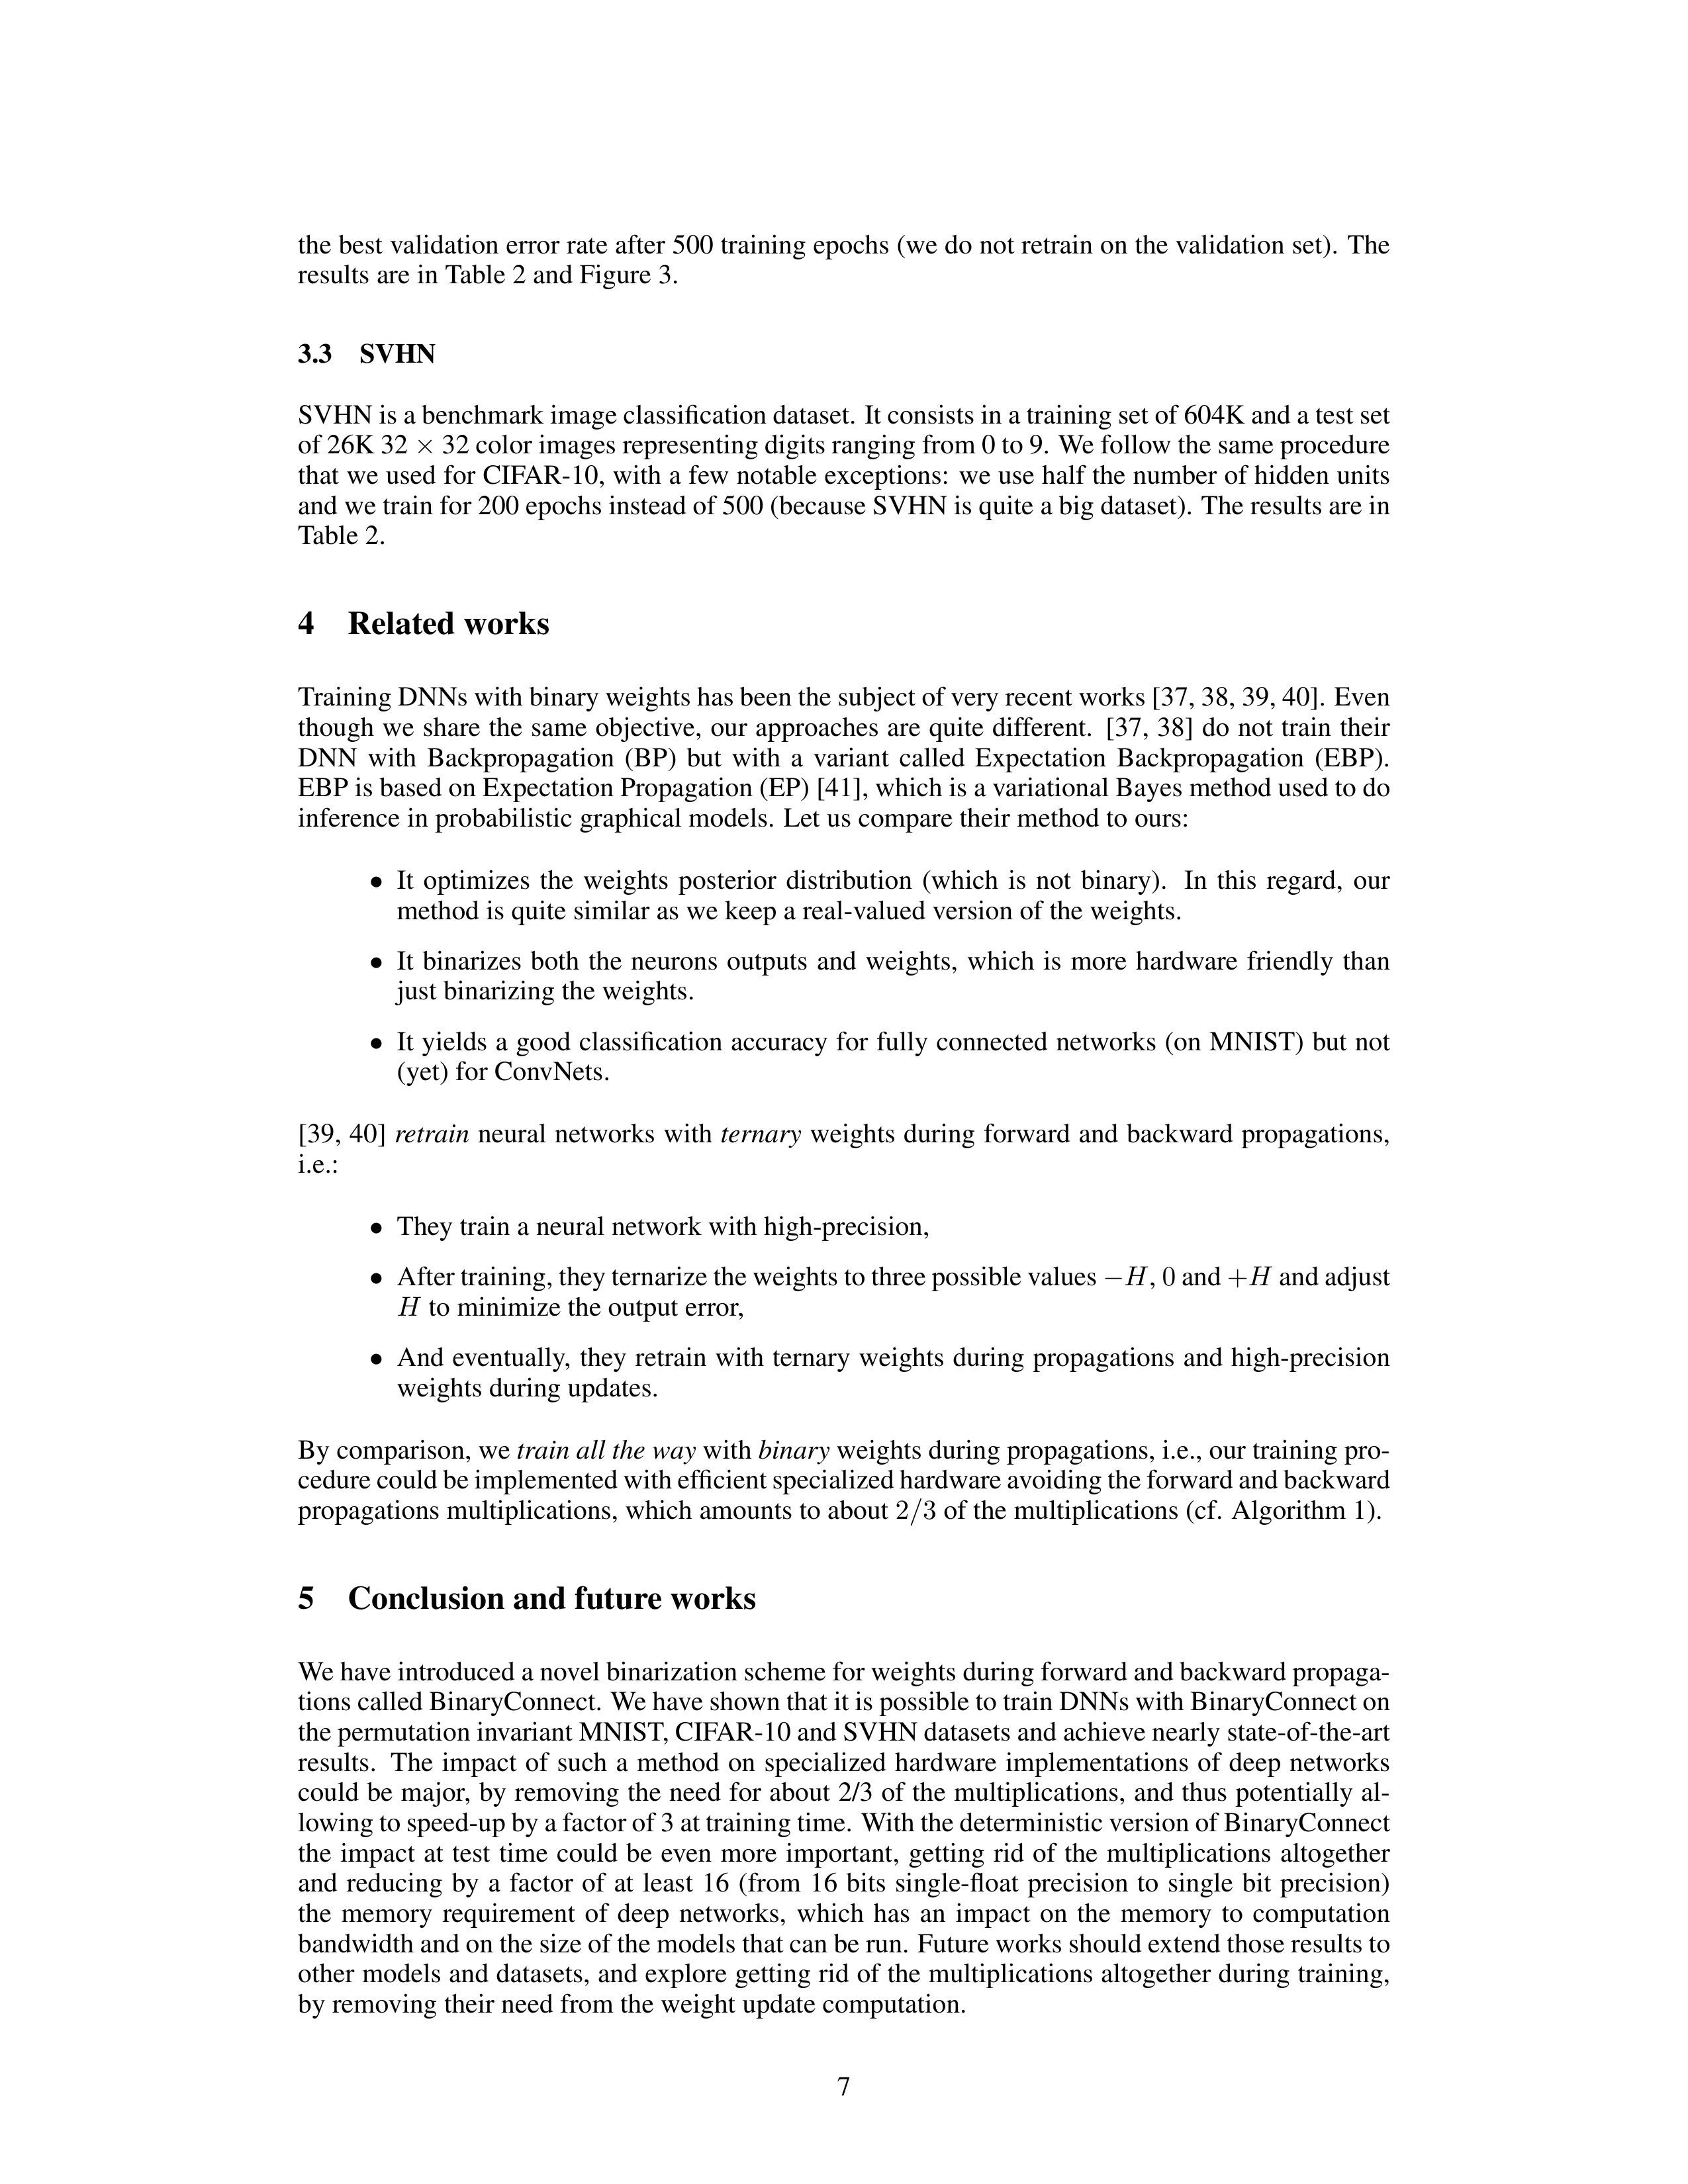 the best validation error rate after 500 training epochs (we do not retrain on the validation set). The
results are in Table 2 and Figure 3.
3.3 SVHN
SVHN is a benchmark image classification dataset. It consists in a training set of 604K and a test set
of 26K 32 × 32 color images representing digits ranging from 0 to 9. We follow the same procedure
that we used for CIFAR-10, with a few notable exceptions: we use half the number of hidden units
and we train for 200 epochs instead of 500 (because SVHN is quite a big dataset). The results are in
Table 2.
4 Related works
Training DNNs with binary weights has been the subject of very recent works [37, 38, 39, 40]. Even
though we share the same objective, our approaches are quite different. [37, 38] do not train their
DNN with Backpropagation (BP) but with a variant called Expectation Backpropagation (EBP).
EBP is based on Expectation Propagation (EP) [41], which is a variational Bayes method used to do
inference in probabilistic graphical models. Let us compare their method to ours:
• It optimizes the weights posterior distribution (which is not binary). In this regard, our
method is quite similar as we keep a real-valued version of the weights.
• It binarizes both the neurons outputs and weights, which is more hardware friendly than
just binarizing the weights.
• It yields a good classification accuracy for fully connected networks (on MNIST) but not
(yet) for ConvNets.
[39, 40] retrain neural networks with ternary weights during forward and backward propagations,
i.e.:
• They train a neural network with high-precision,
• After training, they ternarize the weights to three possible values −H, 0 and +H and adjust
H to minimize the output error,
• And eventually, they retrain with ternary weights during propagations and high-precision
weights during updates.
By comparison, we train all the way with binary weights during propagations, i.e., our training pro-
cedure could be implemented with efficient specialized hardware avoiding the forward and backward
propagations multiplications, which amounts to about 2/3 of the multiplications (cf. Algorithm 1).
5 Conclusion and future works
We have introduced a novel binarization scheme for weights during forward and backward propaga-
tions called BinaryConnect. We have shown that it is possible to train DNNs with BinaryConnect on
the permutation invariant MNIST, CIFAR-10 and SVHN datasets and achieve nearly state-of-the-art
results. The impact of such a method on specialized hardware implementations of deep networks
could be major, by removing the need for about 2/3 of the multiplications, and thus potentially al-
lowing to speed-up by a factor of 3 at training time. With the deterministic version of BinaryConnect
the impact at test time could be even more important, getting rid of the multiplications altogether
and reducing by a factor of at least 16 (from 16 bits single-float precision to single bit precision)
the memory requirement of deep networks, which has an impact on the memory to computation
bandwidth and on the size of the models that can be run. Future works should extend those results to
other models and datasets, and explore getting rid of the multiplications altogether during training,
by removing their need from the weight update computation.
7